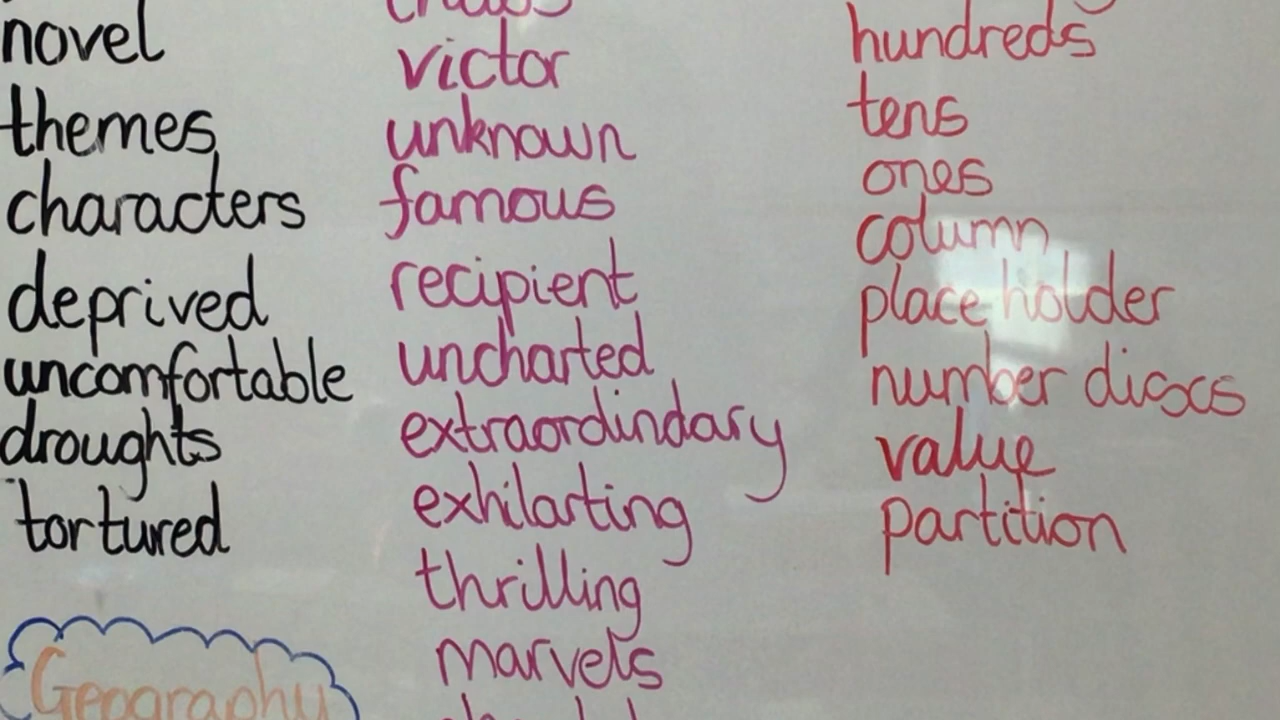 novel
themes
characters
deprived
uncomfortable
droughts
tortured
Geography
victor
unknown
famous
recipient
uncharted
extraordindary
exhilarting
thrilling
marvels
hundreds
tens
ones
column
place holder
number discs
value
partition